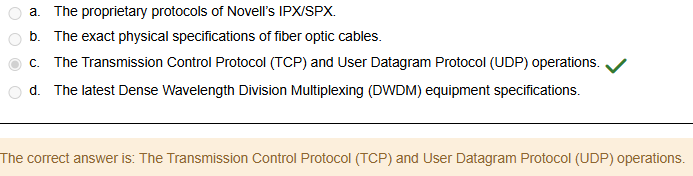 a. The proprietary protocols of Novell's IPX/SPX.
b. The exact physical specifications of fiber optic cables.
c. The Transmission Control Protocol (TCP) and User Datagram Protocol (UDP) operations.
d. The latest Dense Wavelength Division Multiplexing (DWDM) equipment specifications.
The correct answer is: The Transmission Control Protocol (TCP) and User Datagram Protocol (UDP) operations.